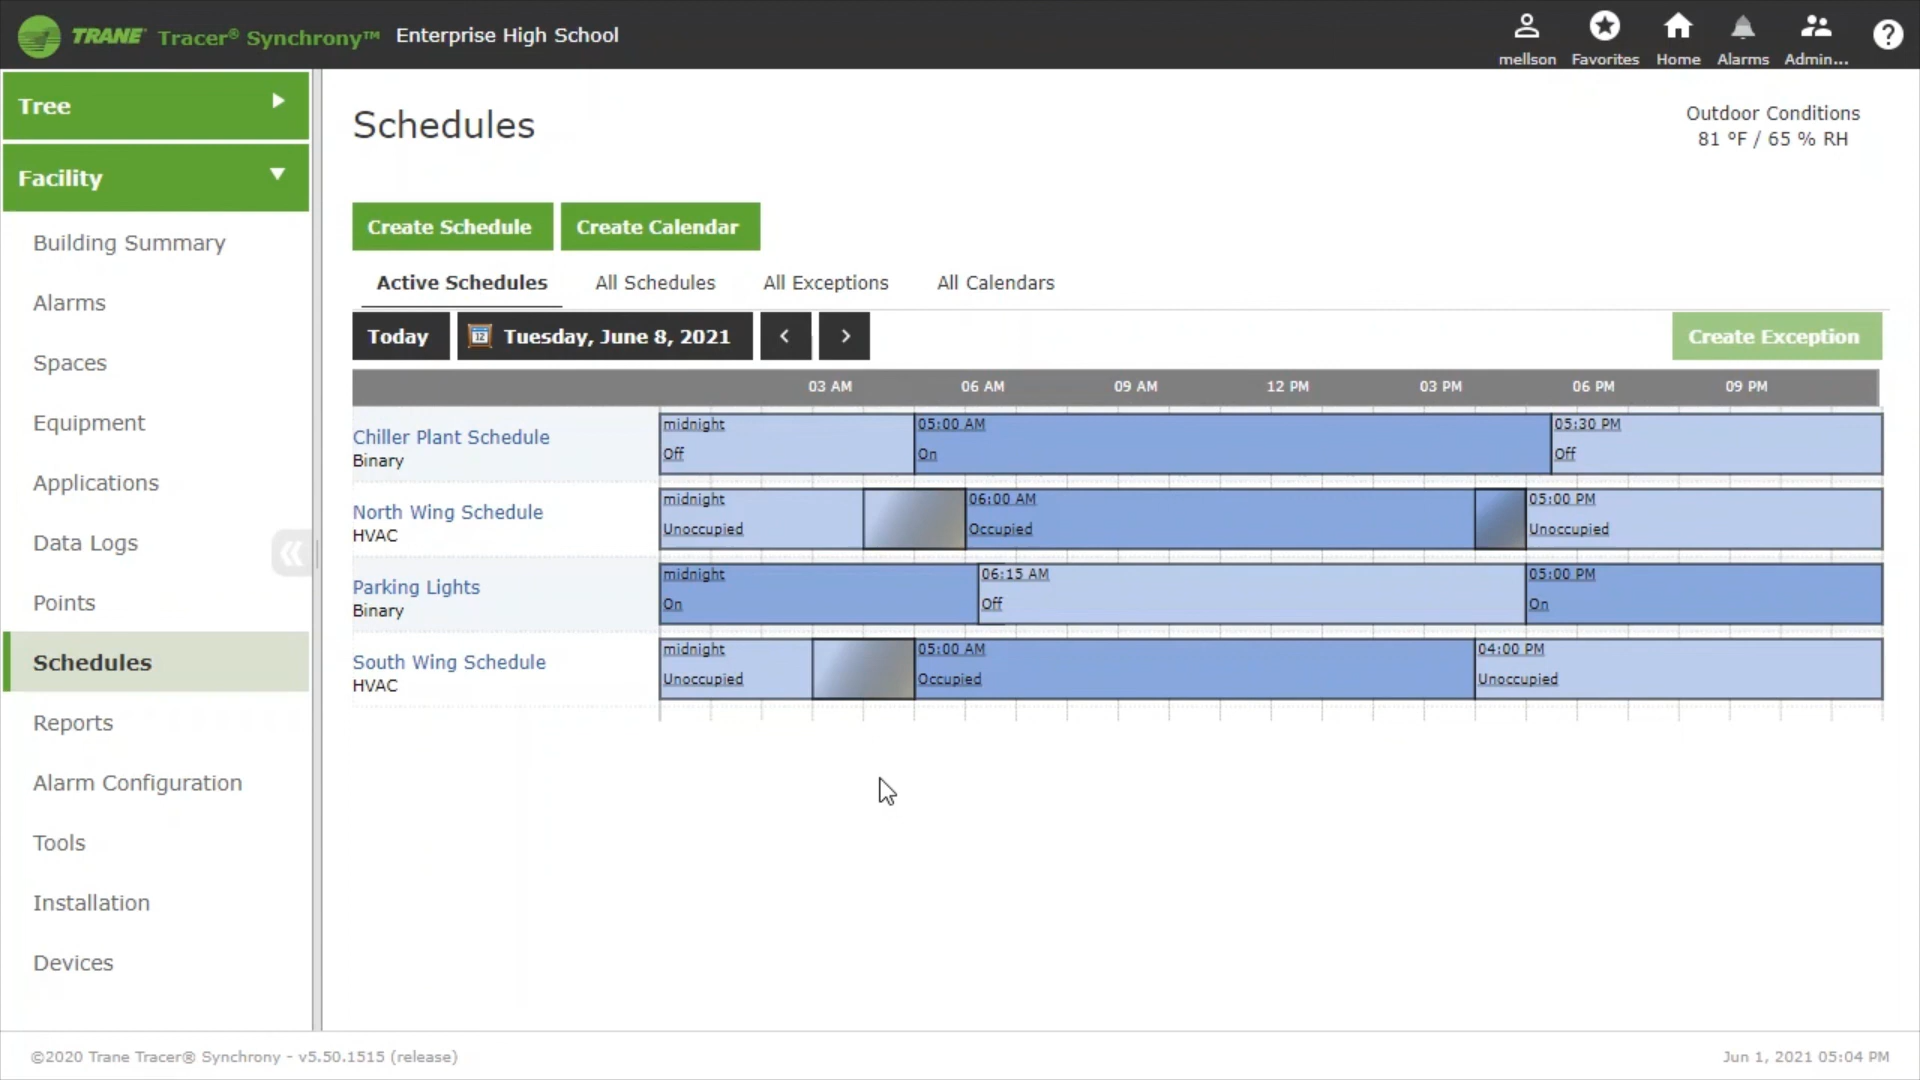 TRANE Tracer® Synchrony™ Enterprise High School
mellson Favorites Home Alarms Admin...
Tree
Facility
Building Summary
Alarms
Spaces
Equipment
Applications
Data Logs
Points
Schedules
Reports
Alarm Configuration
Tools
Installation
Devices
Schedules
Outdoor Conditions
81 °F / 65 % RH
Create Schedule Create Calendar
Active Schedules All Schedules All Exceptions All Calendars
Today 12 Tuesday, June 8, 2021 < > Create Exception
03 AM 06 AM 09 AM 12 PM 03 PM 06 PM 09 PM
Chiller Plant Schedule
Binary
midnight 05:00 AM 05:30 PM
Off On Off
North Wing Schedule
HVAC
midnight 06:00 AM 05:00 PM
Unoccupied Occupied Unoccupied
Parking Lights
Binary
midnight 06:15 AM 05:00 PM
On Off On
South Wing Schedule
HVAC
midnight 05:00 AM 04:00 PM
Unoccupied Occupied Unoccupied
©2020 Trane Tracer® Synchrony - v5.50.1515 (release)
Jun 1, 2021 05:04 PM